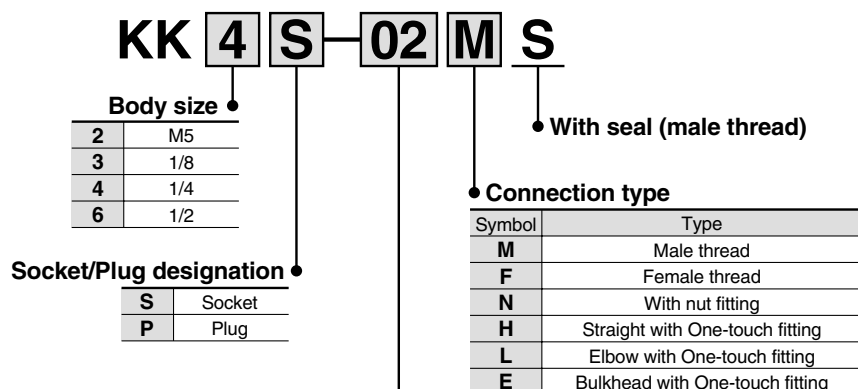 KK 4 S-02 M S
Body size
2 M5
3 1/8
4 1/4
6 1/2
Socket/Plug designation
S Socket
P Plug
With seal (male thread)
Connection type
Symbol Type
M Male thread
F Female thread
N With nut fitting
H Straight with One-touch fitting
L Elbow with One-touch fitting
E Bulkhead with One-touch fitting